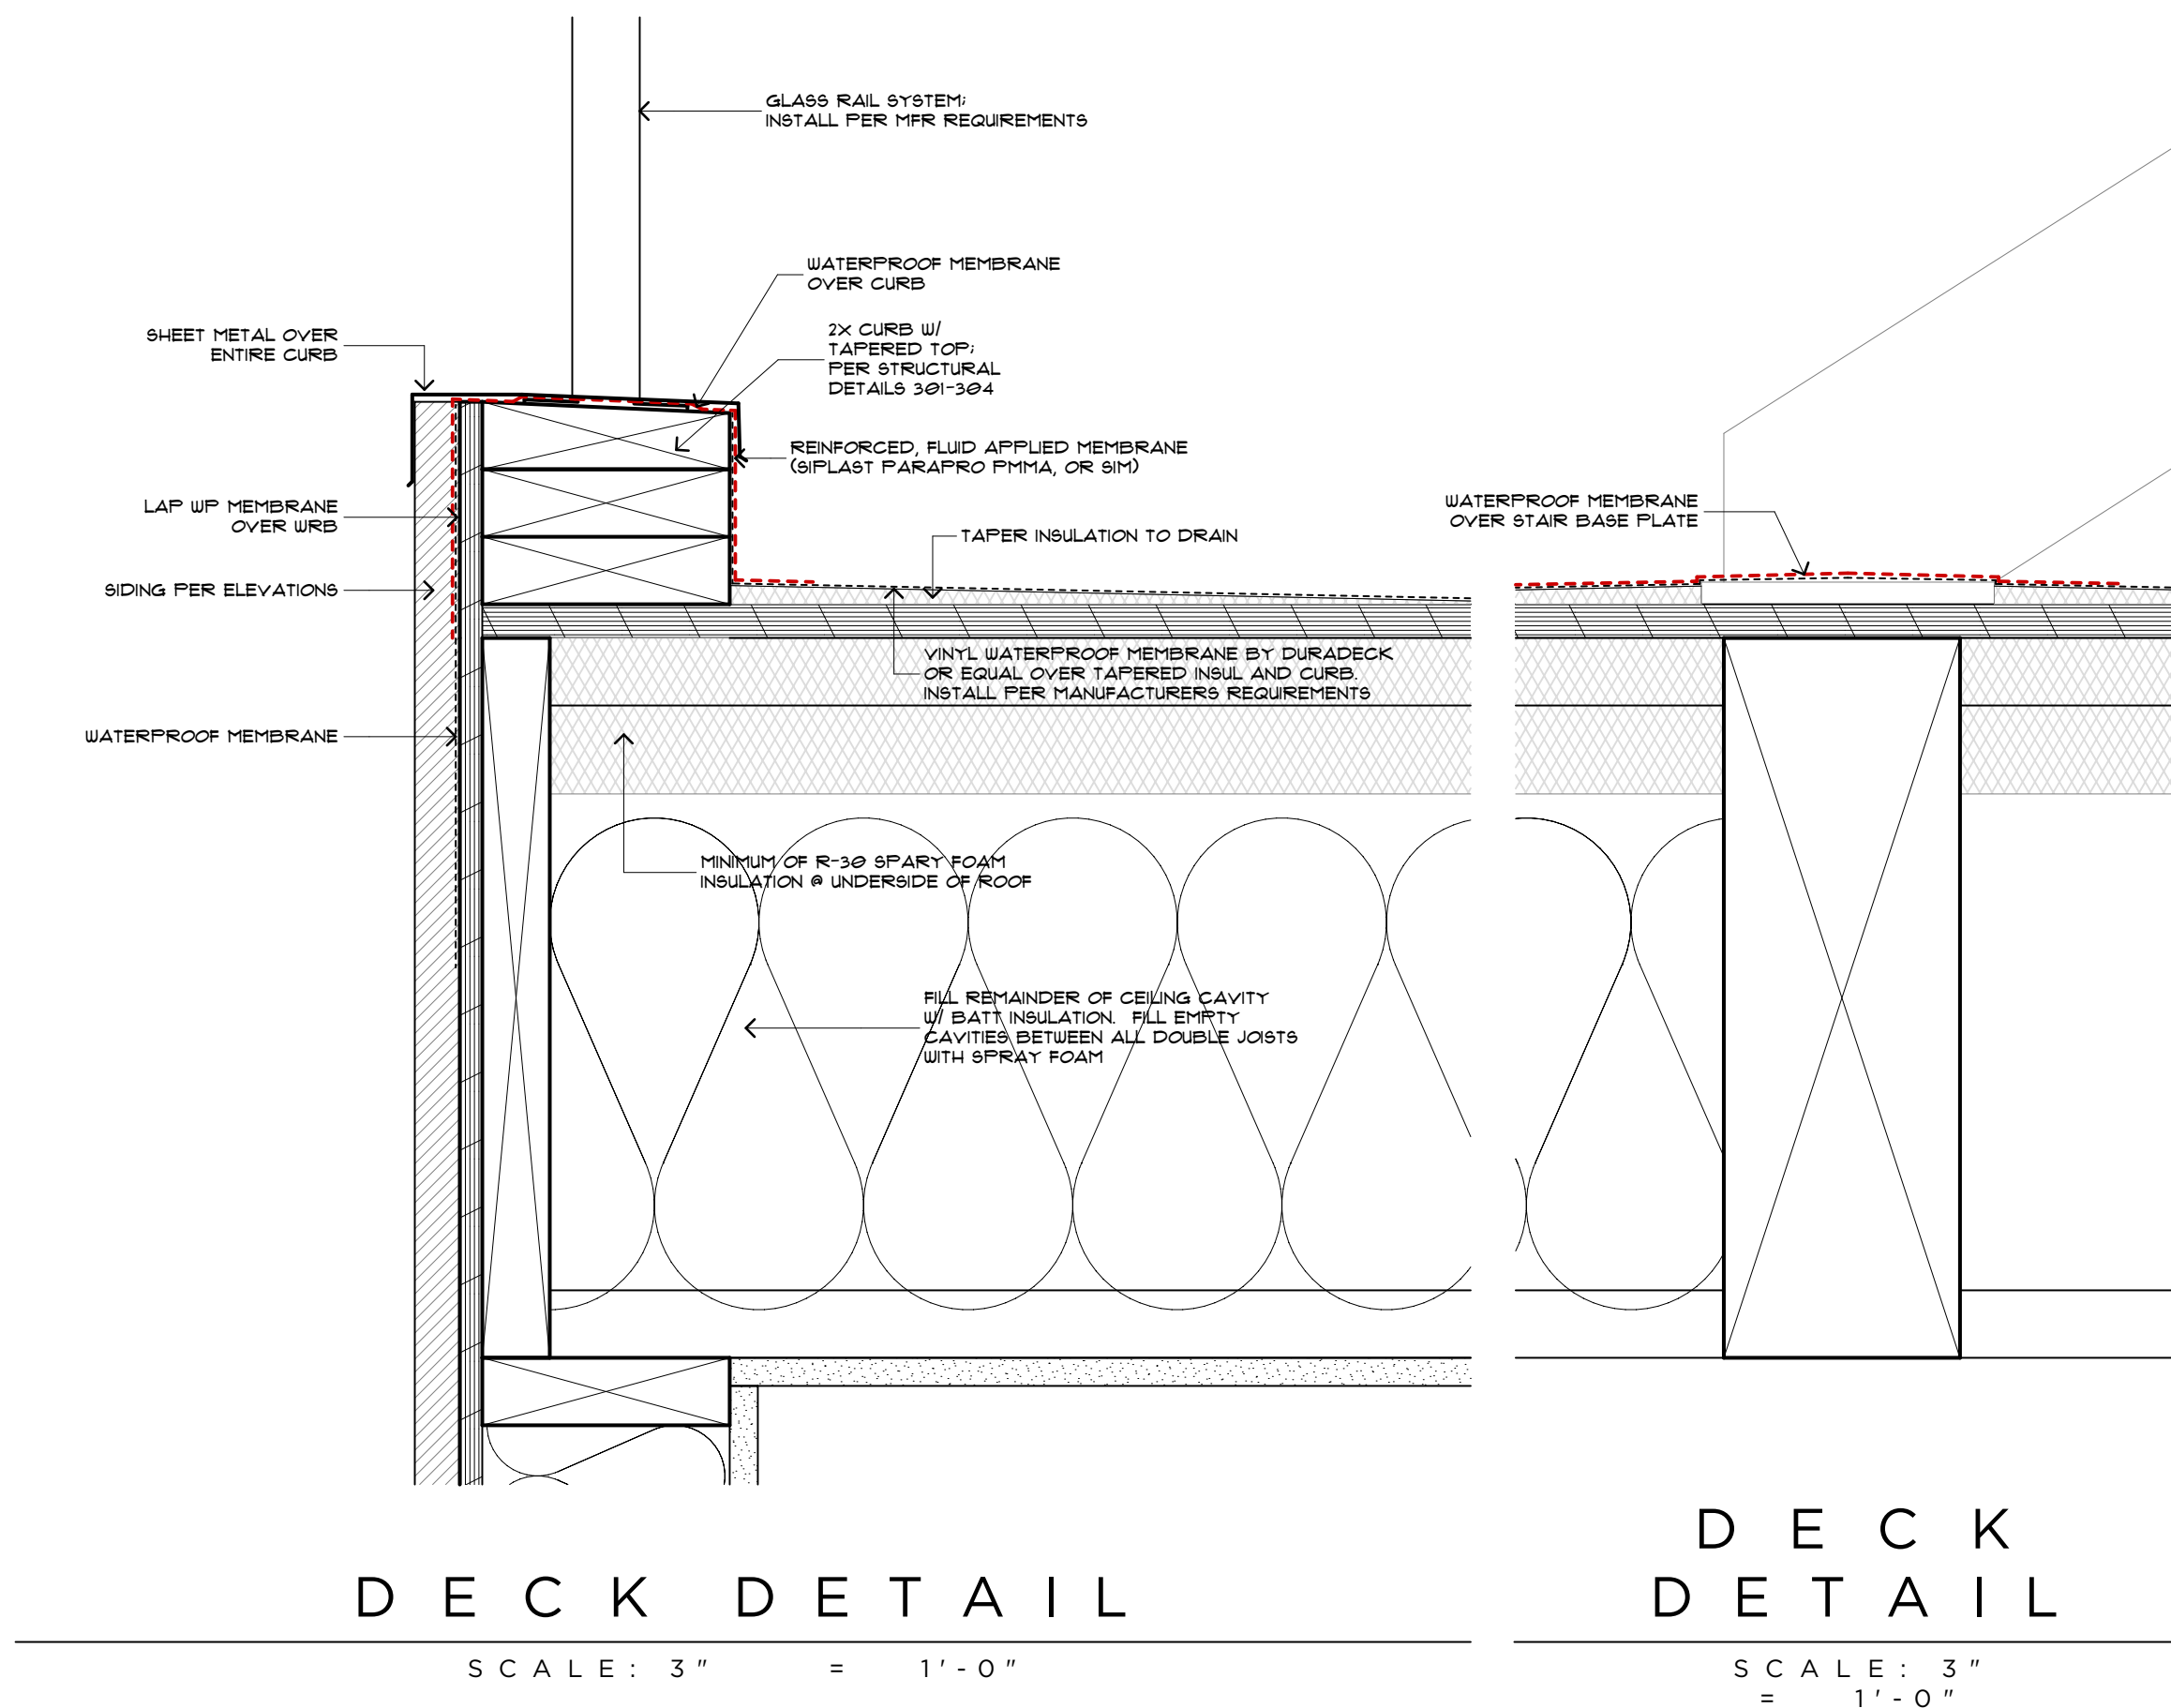 GLASS RAIL SYSTEM;
INSTALL PER MFR REQUIREMENTS
WATERPROOF MEMBRANE
OVER CURB
2X CURB W/
TAPERED TOP;
PER STRUCTURAL
DETAILS 301-304
SHEET METAL OVER
ENTIRE CURB
REINFORCED, FLUID APPLIED MEMBRANE
(SIPLAST PARAPRO PMMA, OR SIM)
LAP WP MEMBRANE
OVER WRB
TAPER INSULATION TO DRAIN
SIDING PER ELEVATIONS
VINYL WATERPROOF MEMBRANE BY DURADECK
OR EQUAL OVER TAPERED INSUL AND CURB.
INSTALL PER MANUFACTURERS REQUIREMENTS
WATERPROOF MEMBRANE
MINIMUM OF R-30 SPARY FOAM
INSULATION @ UNDERSIDE OF ROOF
FILL REMAINDER OF CEILING CAVITY
W/ BATT INSULATION. FILL EMPTY
CAVITIES BETWEEN ALL DOUBLE JOISTS
WITH SPRAY FOAM
DECK DETAIL
SCALE: 3" = 1'-0"
WATERPROOF MEMBRANE
OVER STAIR BASE PLATE
DECK
DETAIL
SCALE: 3"
= 1'-0"